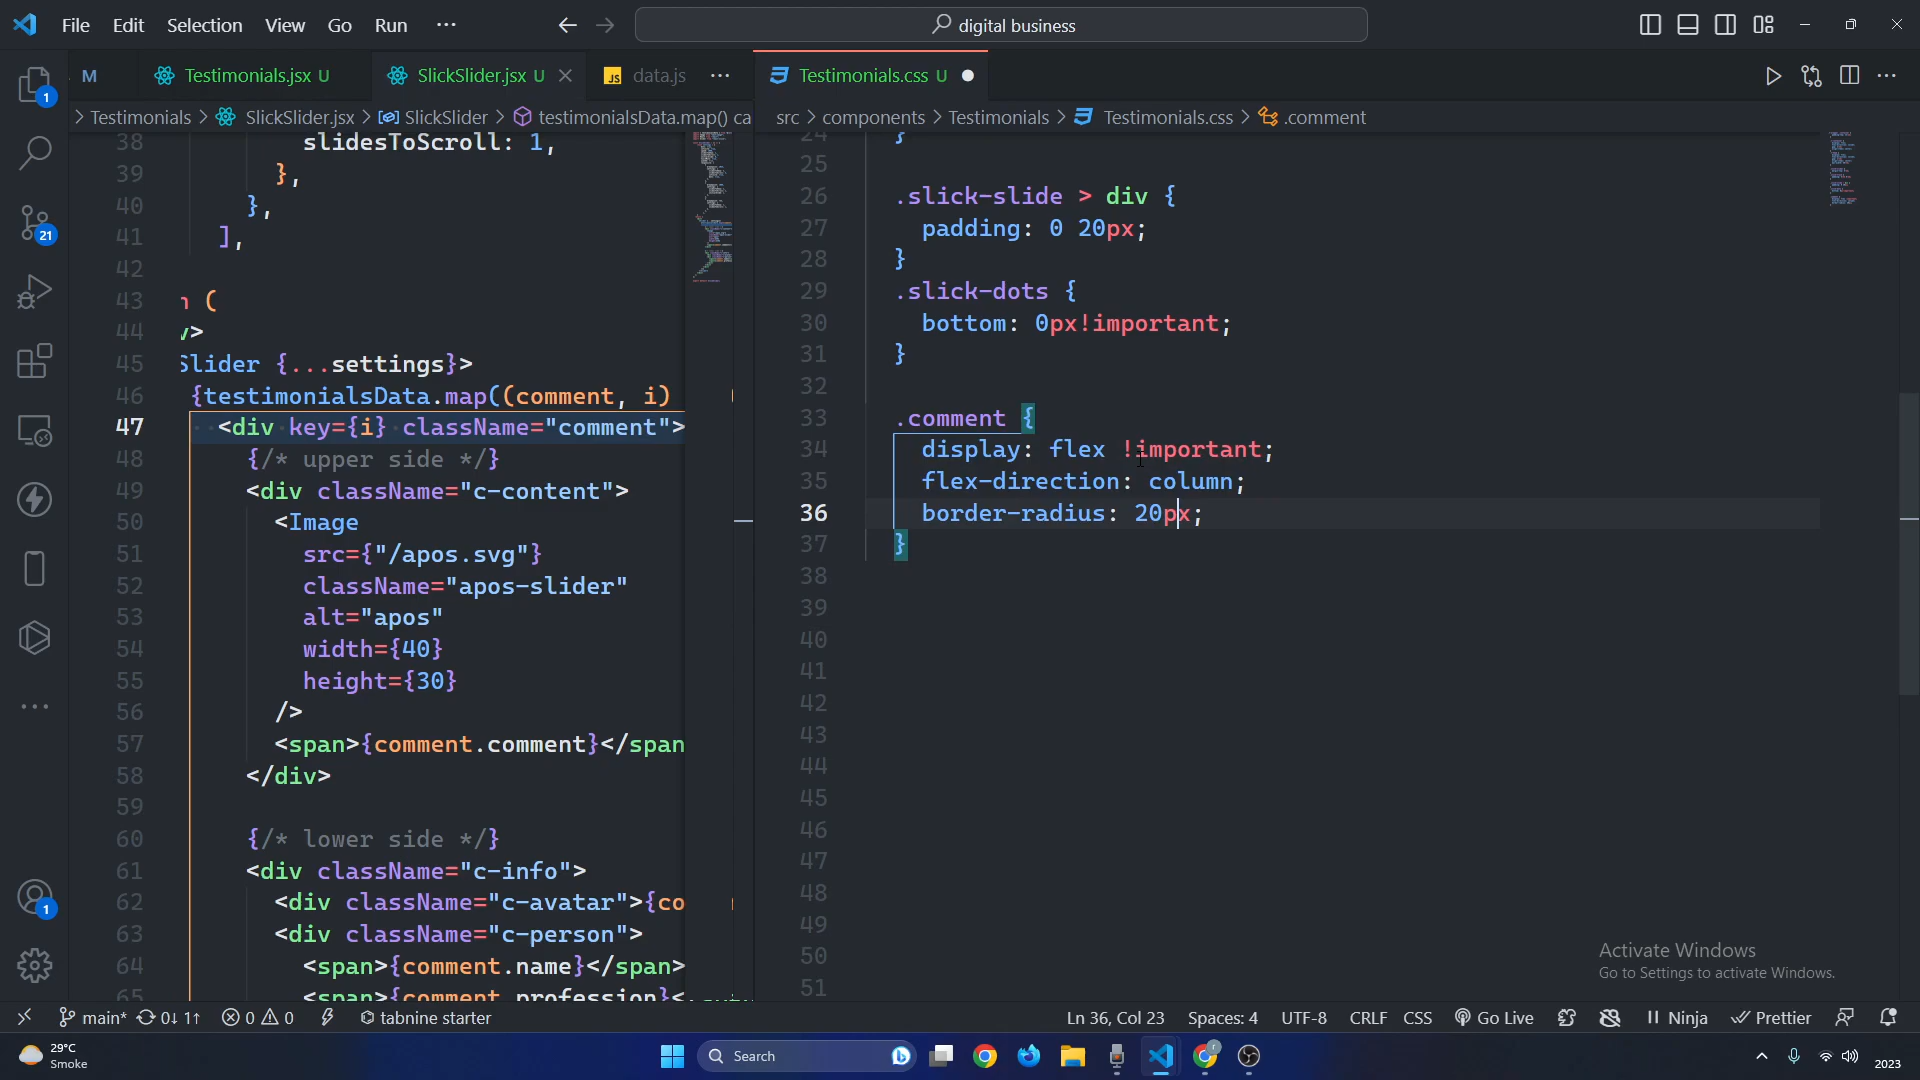 File Edit Selection View Go Run ···
digital business
M Testimonials.jsx U SlickSlider.jsx U data.js ···
Testimonials.css U
> Testimonials > SlickSlider.jsx > SlickSlider > testimonialsData.map() ca
src > components > Testimonials > Testimonials.css > .comment
38 slidesToScroll: 1,
39 },
40 },
41 ],
42
43 n (
44 v>
45 Slider {...settings}>
46 {testimonialsData.map((comment, i)
47 <div key={i} className="comment">
48 {/* upper side */}
49 <div className="c-content">
50 <Image
51 src={"/apos.svg"}
52 className="apos-slider"
53 alt="apos"
54 width={40}
55 height={30}
56 />
57 <span>{comment.comment}</span
58 </div>
59
60 {/* lower side */}
61 <div className="c-info">
62 <div className="c-avatar">{co
63 <div className="c-person">
64 <span>{comment.name}</span>
65 <span>{comment.profession}<
24 }
25
26 .slick-slide > div {
27 padding: 0 20px;
28 }
29 .slick-dots {
30 bottom: 0px!important;
31 }
32
33 .comment {
34 display: flex !important;
35 flex-direction: column;
36 border-radius: 20px;
37 }
38
39
40
41
42
43
44
45
46
47
48
49
50
51
1
21
1
Activate Windows
Go to Settings to activate Windows.
main* 0↓ 1↑ 0 0 tabnine starter
Ln 36, Col 23 Spaces: 4 UTF-8 CRLF CSS Go Live Ninja Prettier
29°C
Smoke
Search
2023